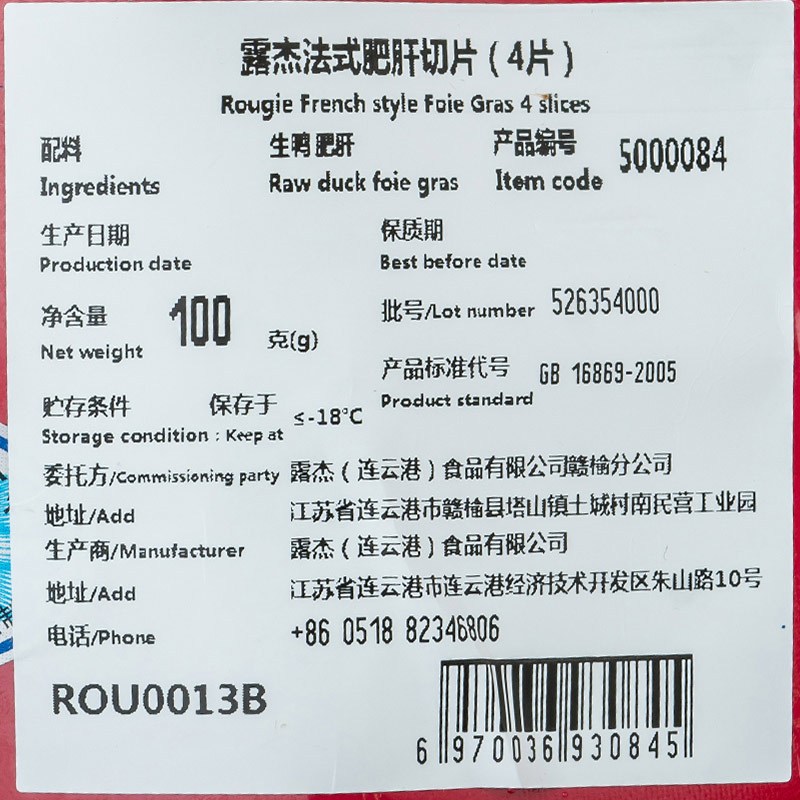 露杰法式肥肝切片（4片）
Rougie French style Foie Gras 4 slices
配料 生鸭肥肝 产品编号 5000084
Ingredients Raw duck foie gras Item code
生产日期 保质期
Production date Best before date
净含量 100 克(g) 批号/Lot number 526354000
Net weight
产品标准代号 GB 16869-2005
Product standard
贮存条件 保存于 ≤-18℃
Storage condition : Keep at
委托方/Commissioning party 露杰（连云港）食品有限公司赣榆分公司
地址/Add 江苏省连云港市赣榆县塔山镇土城村南民营工业园
生产商/Manufacturer 露杰（连云港）食品有限公司
地址/Add 江苏省连云港市连云港经济技术开发区朱山路10号
电话/Phone +86 0518 82346806
ROU0013B
6 970036 930845